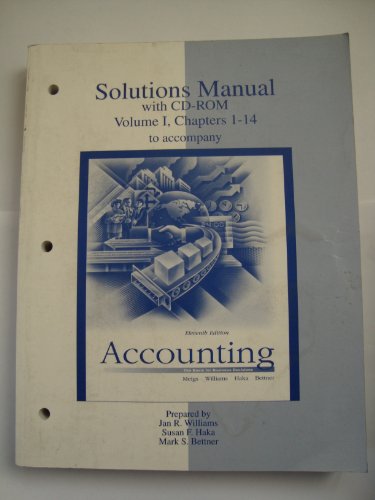 Solutions Manual
with CD-ROM
Volume I, Chapters 1-14
to accompany
Eleventh Edition
Accounting
The Basis for Business Decisions
Meigs Williams Haka Bettner
Prepared by
Jan R. Williams
Susan F. Haka
Mark S. Bettner